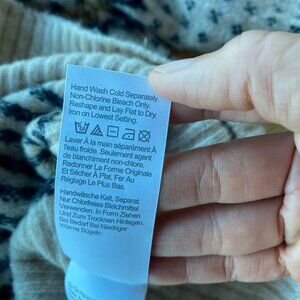 Hand Wash Cold Separately.
Non-Chlorine Bleach Only.
Reshape and Lay Flat to Dry.
Iron on Lowest Setting.
Laver À la main séparément À
l'eau froide. Seulement agent
de blanchimant non-chlore.
Redonner La Forme Originale
Et Sécher À Plat. Fer Au
Réglage Le Plus Bas.
Handwäsche Kalt, Separat.
Nur Chlorfreies Bleichmittel
Verwenden. In Form Ziehen
Und Zum Trocknen Hinlegen.
Bei Bedarf Bei Niedriger
Wärme Bügeln.